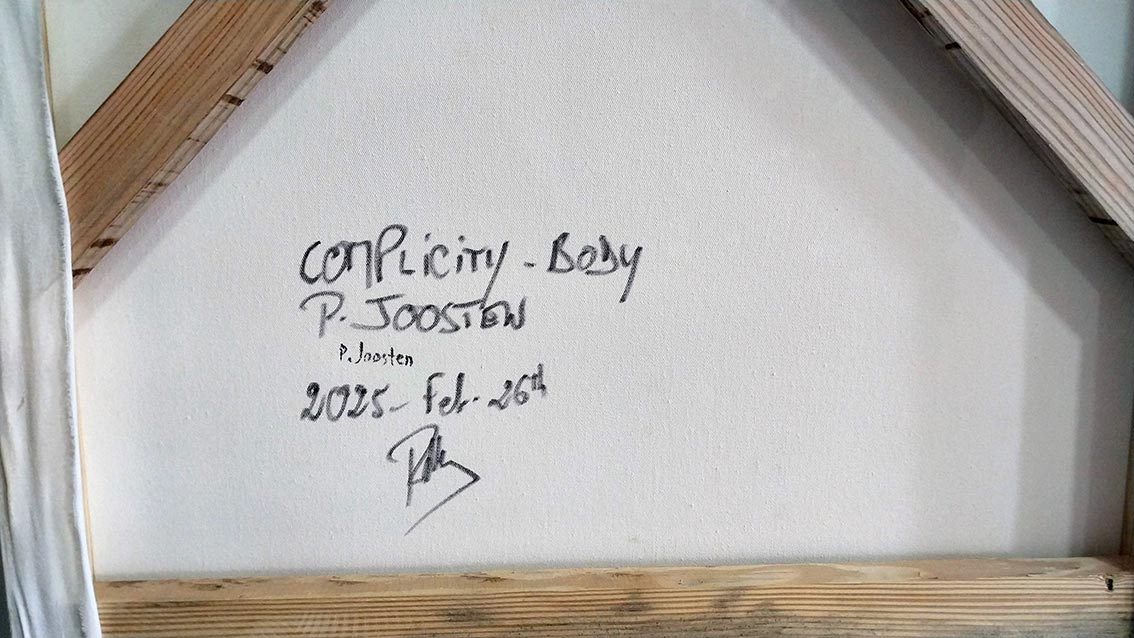 COMPLICITY - BODY
P. JOOSTEN
P. Joosten
2025 - Feb. 26th